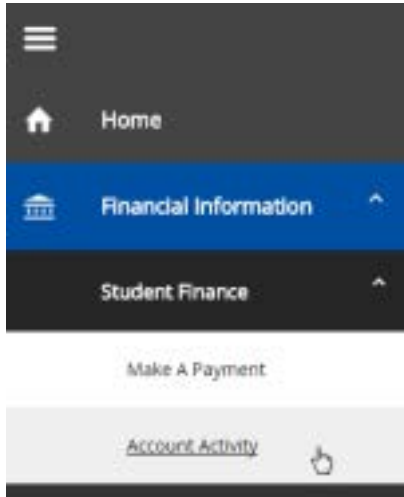 Home
Financial Information
Student Finance
Make A Payment
Account Activity